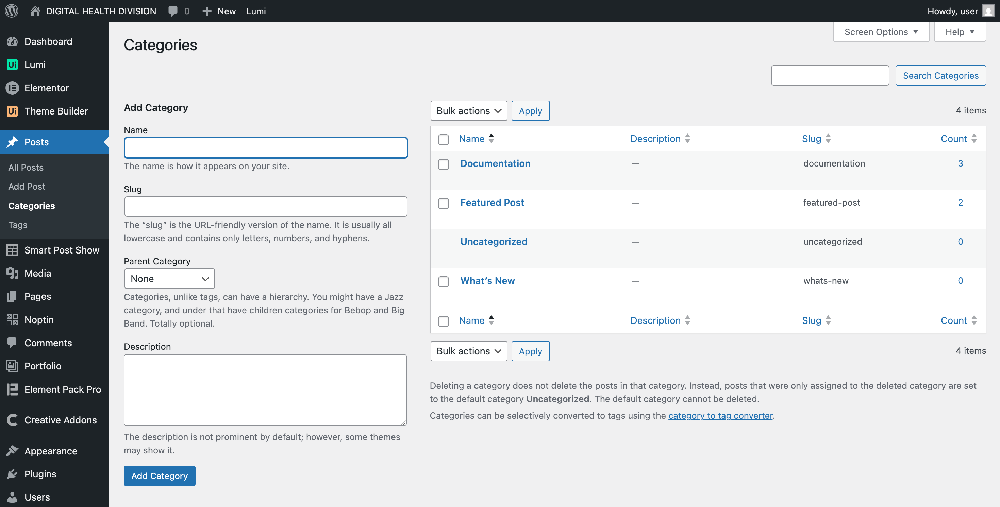 DIGITAL HEALTH DIVISION 0 New Lumi Howdy, user
Dashboard
Lumi
Elementor
Theme Builder
Posts
All Posts
Add Post
Categories
Tags
Smart Post Show
Media
Pages
Noptin
Comments
Portfolio
Element Pack Pro
Creative Addons
Appearance
Plugins
Users
Screen Options Help
Categories
Search Categories
Add Category
Name
The name is how it appears on your site.
Slug
The “slug” is the URL-friendly version of the name. It is usually all
lowercase and contains only letters, numbers, and hyphens.
Parent Category
None
Categories, unlike tags, can have a hierarchy. You might have a Jazz
category, and under that have children categories for Bebop and Big
Band. Totally optional.
Description
The description is not prominent by default; however, some themes
may show it.
Add Category
Bulk actions Apply 4 items
Name Description Slug Count
Documentation — documentation 3
Featured Post — featured-post 2
Uncategorized — uncategorized 0
What’s New — whats-new 0
Name Description Slug Count
Bulk actions Apply 4 items
Deleting a category does not delete the posts in that category. Instead, posts that were only assigned to the deleted category are set
to the default category Uncategorized. The default category cannot be deleted.
Categories can be selectively converted to tags using the category to tag converter.